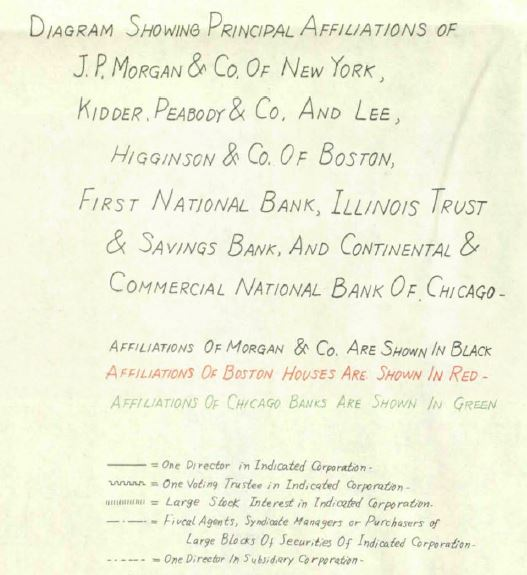 DIAGRAM SHOWING PRINCIPAL AFFILIATIONS OF
J.P. MORGAN & CO. OF NEW YORK,
KIDDER, PEABODY & CO. AND LEE,
HIGGINSON & CO. OF BOSTON,
FIRST NATIONAL BANK, ILLINOIS TRUST
& SAVINGS BANK, AND CONTINENTAL &
COMMERCIAL NATIONAL BANK OF CHICAGO-
AFFILIATIONS OF MORGAN & CO. ARE SHOWN IN BLACK
AFFILIATIONS OF BOSTON HOUSES ARE SHOWN IN RED-
AFFILIATIONS OF CHICAGO BANKS ARE SHOWN IN GREEN
= One Director in Indicated Corporation-
= One Voting Trustee in Indicated Corporation-
= Large Stock Interest in Indicated Corporation-
= Fiscal Agents, Syndicate Managers or Purchasers of
Large Blocks Of Securities Of Indicated Corporation-
= One Director In Subsidiary Corporation-